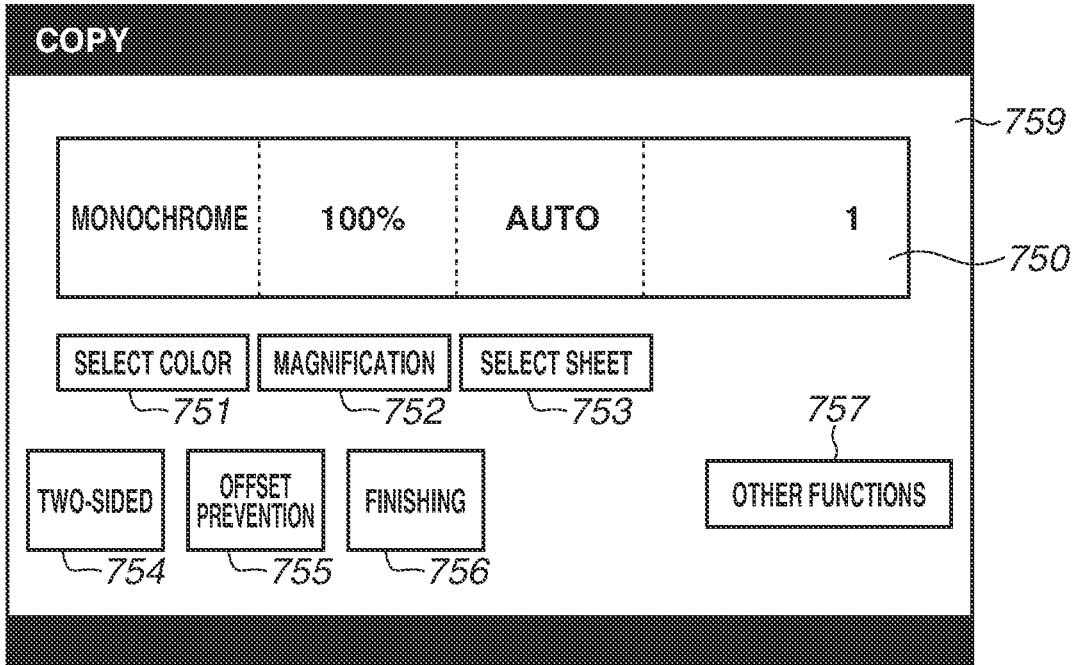 COPY
759
MONOCHROME 100% AUTO 1
750
SELECT COLOR MAGNIFICATION SELECT SHEET
751 752 753
757
TWO-SIDED OFFSET PREVENTION FINISHING OTHER FUNCTIONS
754 755 756